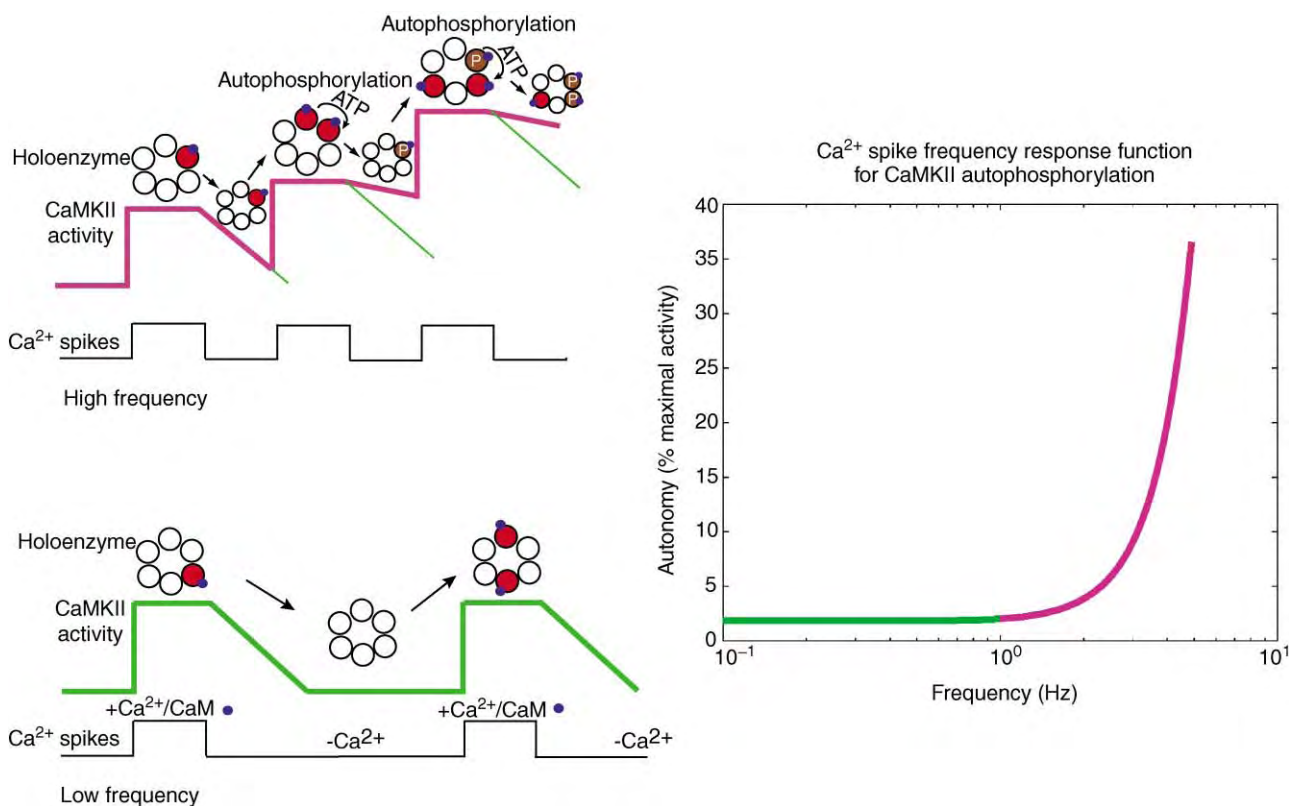 Autophosphorylation
ATP
P
Autophosphorylation
ATP
P
P
P
Holoenzyme
CaMKII
activity
Ca²⁺ spikes
High frequency
Holoenzyme
CaMKII
activity
+Ca²⁺/CaM
+Ca²⁺/CaM
Ca²⁺ spikes
-Ca²⁺
-Ca²⁺
Low frequency
Ca²⁺ spike frequency response function
for CaMKII autophosphorylation
Autonomy (% maximal activity)
40
35
30
25
20
15
10
5
0
10⁻¹
10⁰
10¹
Frequency (Hz)